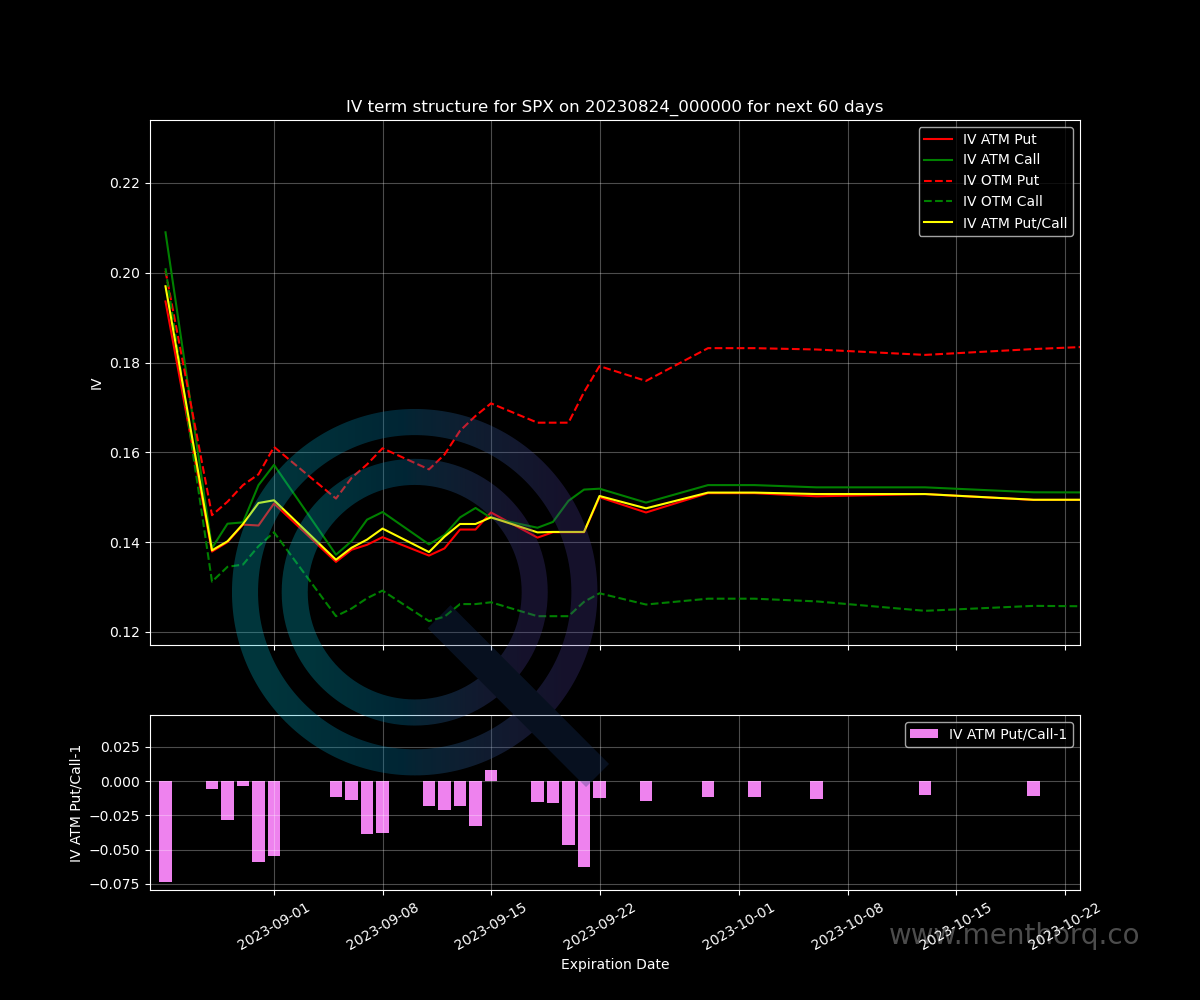 IV term structure for SPX on 20230824_000000 for next 60 days
IV ATM Put
IV ATM Call
IV OTM Put
IV OTM Call
IV ATM Put/Call
0.22
0.20
0.18
0.16
0.14
0.12
IV
IV ATM Put/Call-1
0.025
0.000
−0.025
−0.050
−0.075
IV ATM Put/Call-1
2023-09-01
2023-09-08
2023-09-15
2023-09-22
2023-10-01
2023-10-08
2023-10-15
2023-10-22
www.menthorq.co
Expiration Date